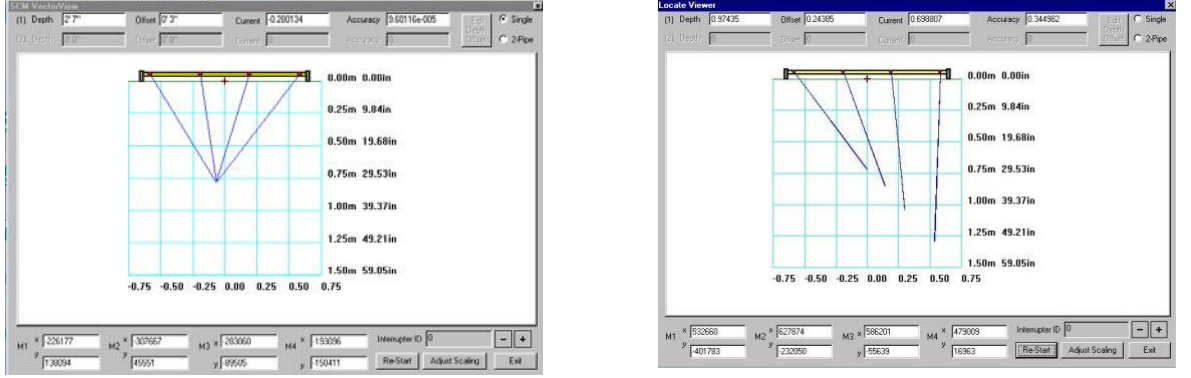 SCM VectorView
(1) Depth 2' 7" Offset 0' 3" Current -0.280134 Accuracy 9.60116e-005 Edit Depth Offset Single
(2) Depth 0' 0" Offset 0' 0" Current 0 Accuracy 0 2-Pipe
0.00m 0.00in
0.25m 9.84in
0.50m 19.68in
0.75m 29.53in
1.00m 39.37in
1.25m 49.21in
1.50m 59.05in
-0.75 -0.50 -0.25 0.00 0.25 0.50 0.75
M1 x -226177 M2 x -307667 M3 x -283060 M4 x -193096 Interrupter ID 0 - +
y 138094 45551 y -89505 y -150411 Re-Start Adjust Scaling Exit
Locate Viewer
(1) Depth 0.97435 Offset 0.24385 Current 0.698807 Accuracy 0.344982 Edit Depth Offset Single
(2) Depth 0 Offset 0 Current 0 Accuracy 0 2-Pipe
0.00m 0.00in
0.25m 9.84in
0.50m 19.68in
0.75m 29.53in
1.00m 39.37in
1.25m 49.21in
1.50m 59.05in
-0.75 -0.50 -0.25 0.00 0.25 0.50 0.75
M1 x 532660 M2 x 627874 M3 x 586201 M4 x 479009 Interrupter ID 0 - +
y -401783 y -232050 y -55639 y 16963 Re-Start Adjust Scaling Exit